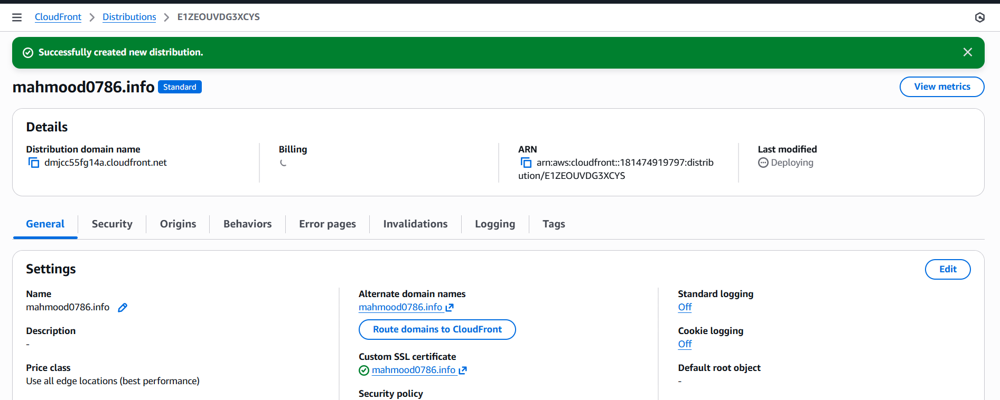 CloudFront > Distributions > E1ZEOUVDG3XCYS
Successfully created new distribution.
mahmood0786.info Standard
View metrics
Details
Distribution domain name
dmjcc55fg14a.cloudfront.net
Billing
ARN
arn:aws:cloudfront::181474919797:distrib
ution/E1ZEOUVDG3XCYS
Last modified
Deploying
General Security Origins Behaviors Error pages Invalidations Logging Tags
Settings
Edit
Name
mahmood0786.info
Description
-
Price class
Use all edge locations (best performance)
Alternate domain names
mahmood0786.info
Route domains to CloudFront
Custom SSL certificate
mahmood0786.info
Security policy
Standard logging
Off
Cookie logging
Off
Default root object
-